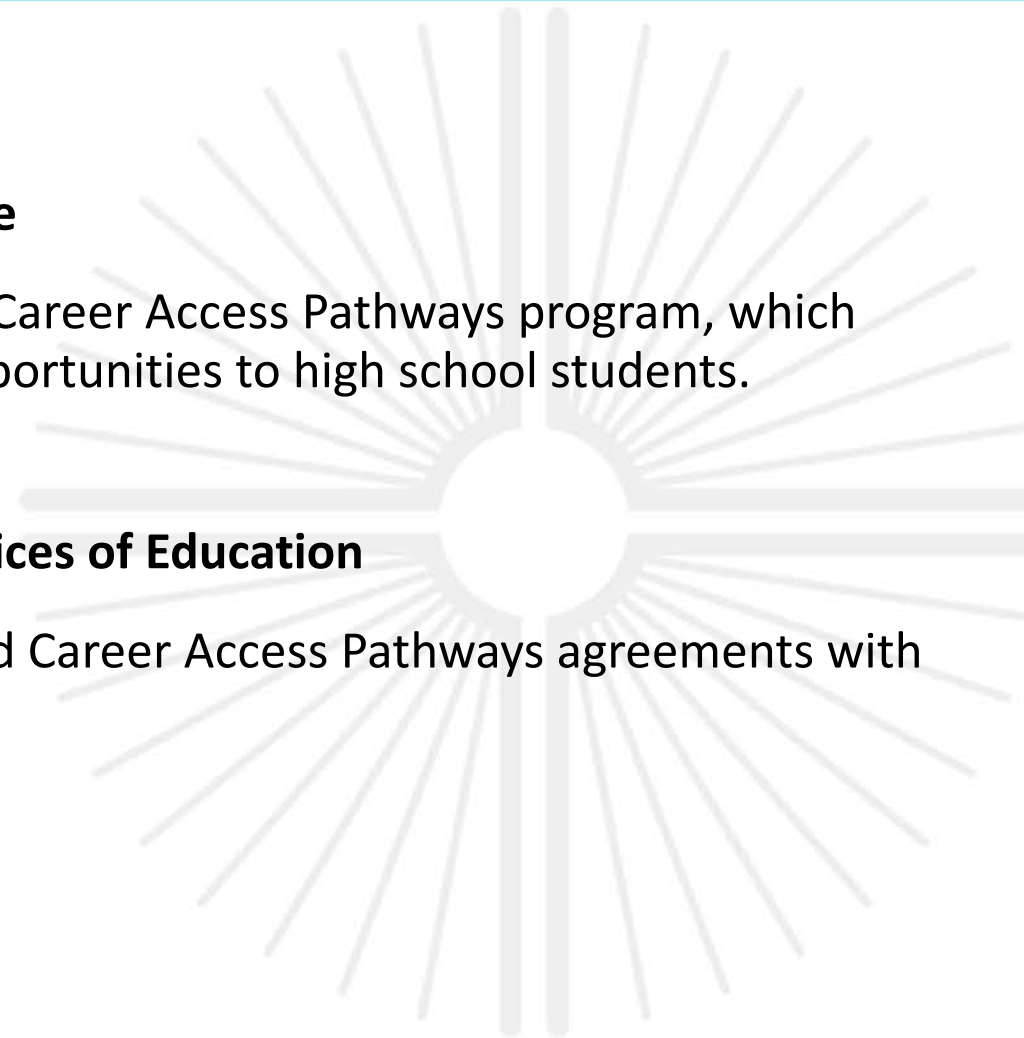 e
Career Access Pathways program, which
portunities to high school students.
ices of Education
d Career Access Pathways agreements with